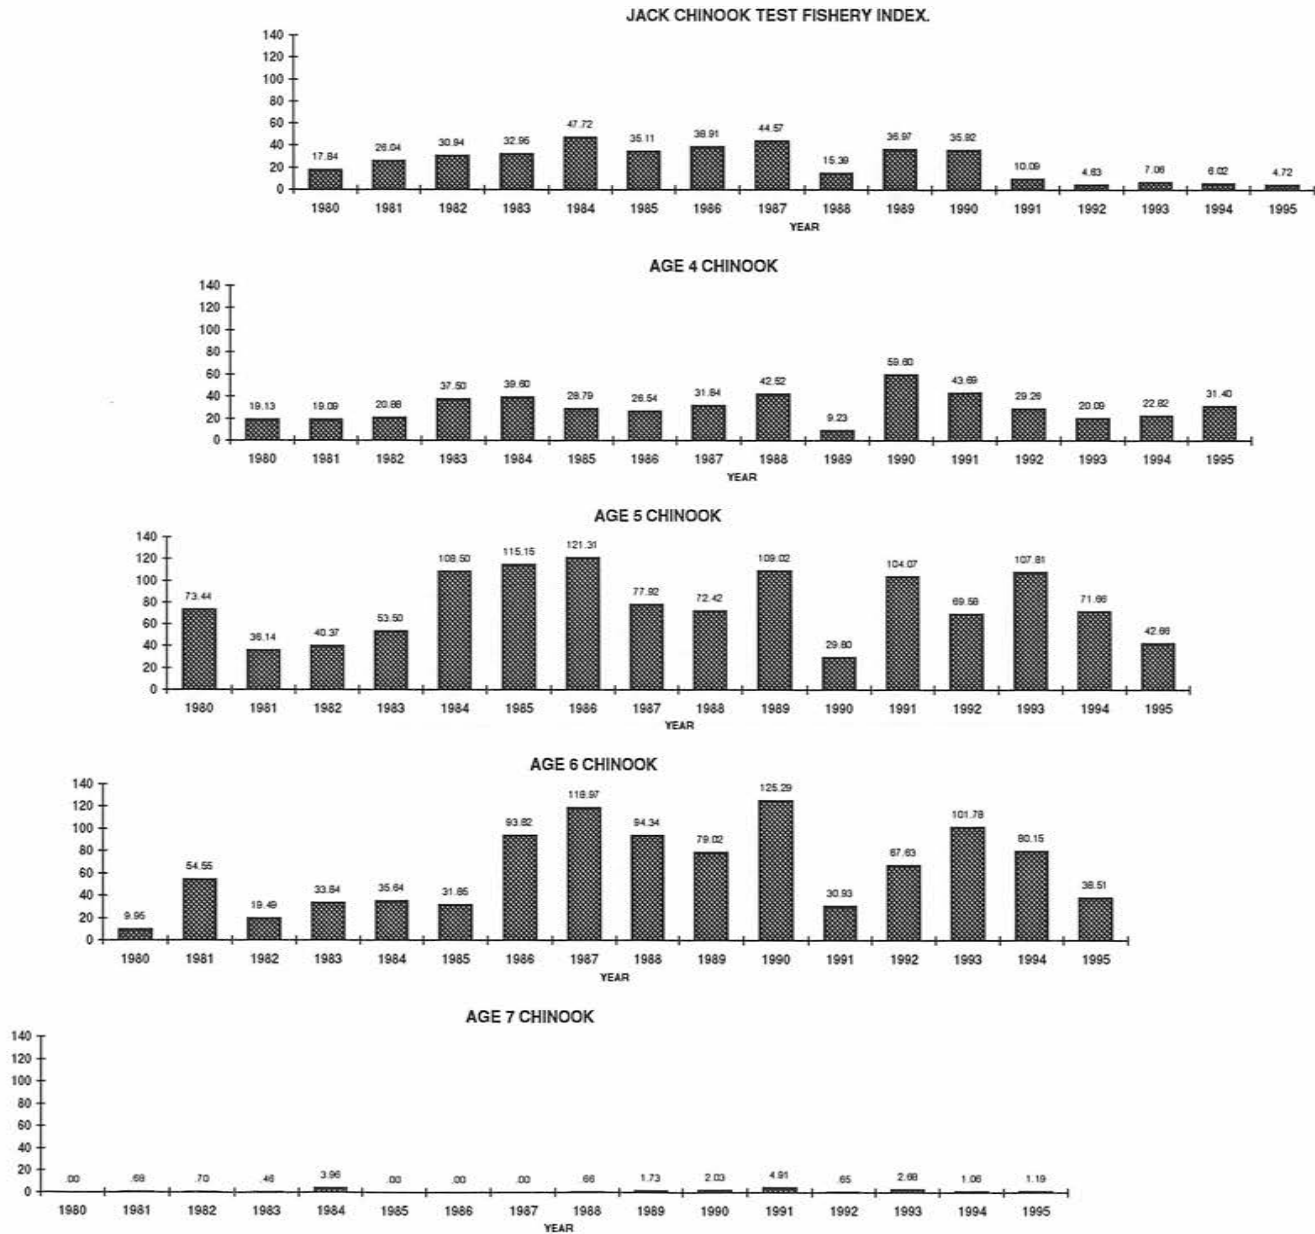 JACK CHINOOK TEST FISHERY INDEX.
140
120
100
80
60
40
20
0
17.84 26.04 30.94 32.95 47.72 35.11 38.91 44.57 15.39 36.97 35.92 10.09 4.63 7.06 6.02 4.72
1980 1981 1982 1983 1984 1985 1986 1987 1988 1989 1990 1991 1992 1993 1994 1995
YEAR
AGE 4 CHINOOK
140
120
100
80
60
40
20
0
19.13 19.09 20.88 37.50 39.60 28.79 26.54 31.84 42.52 9.23 59.60 43.69 29.26 20.09 22.82 31.40
1980 1981 1982 1983 1984 1985 1986 1987 1988 1989 1990 1991 1992 1993 1994 1995
YEAR
AGE 5 CHINOOK
140
120
100
80
60
40
20
0
73.44 36.14 40.37 53.50 108.50 115.15 121.31 77.92 72.42 109.02 29.80 104.07 69.58 107.81 71.66 42.66
1980 1981 1982 1983 1984 1985 1986 1987 1988 1989 1990 1991 1992 1993 1994 1995
YEAR
AGE 6 CHINOOK
140
120
100
80
60
40
20
0
9.95 54.55 19.49 33.84 35.64 31.85 93.82 118.97 94.34 79.02 125.29 30.93 67.63 101.78 80.15 38.51
1980 1981 1982 1983 1984 1985 1986 1987 1988 1989 1990 1991 1992 1993 1994 1995
YEAR
AGE 7 CHINOOK
140
120
100
80
60
40
20
0
.00 .68 .70 .46 3.96 .00 .00 .00 .66 1.73 2.03 4.91 .65 2.68 1.06 1.19
1980 1981 1982 1983 1984 1985 1986 1987 1988 1989 1990 1991 1992 1993 1994 1995
YEAR